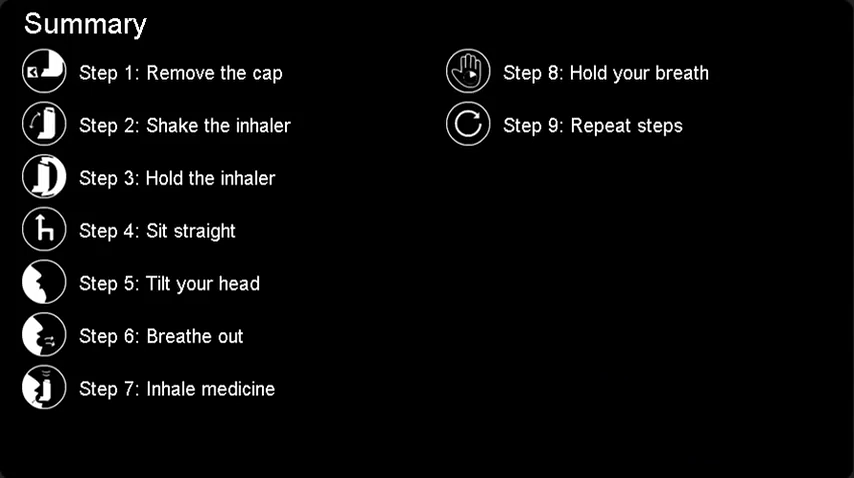 Summary
Step 1: Remove the cap
Step 2: Shake the inhaler
Step 3: Hold the inhaler
Step 4: Sit straight
Step 5: Tilt your head
Step 6: Breathe out
Step 7: Inhale medicine
Step 8: Hold your breath
Step 9: Repeat steps